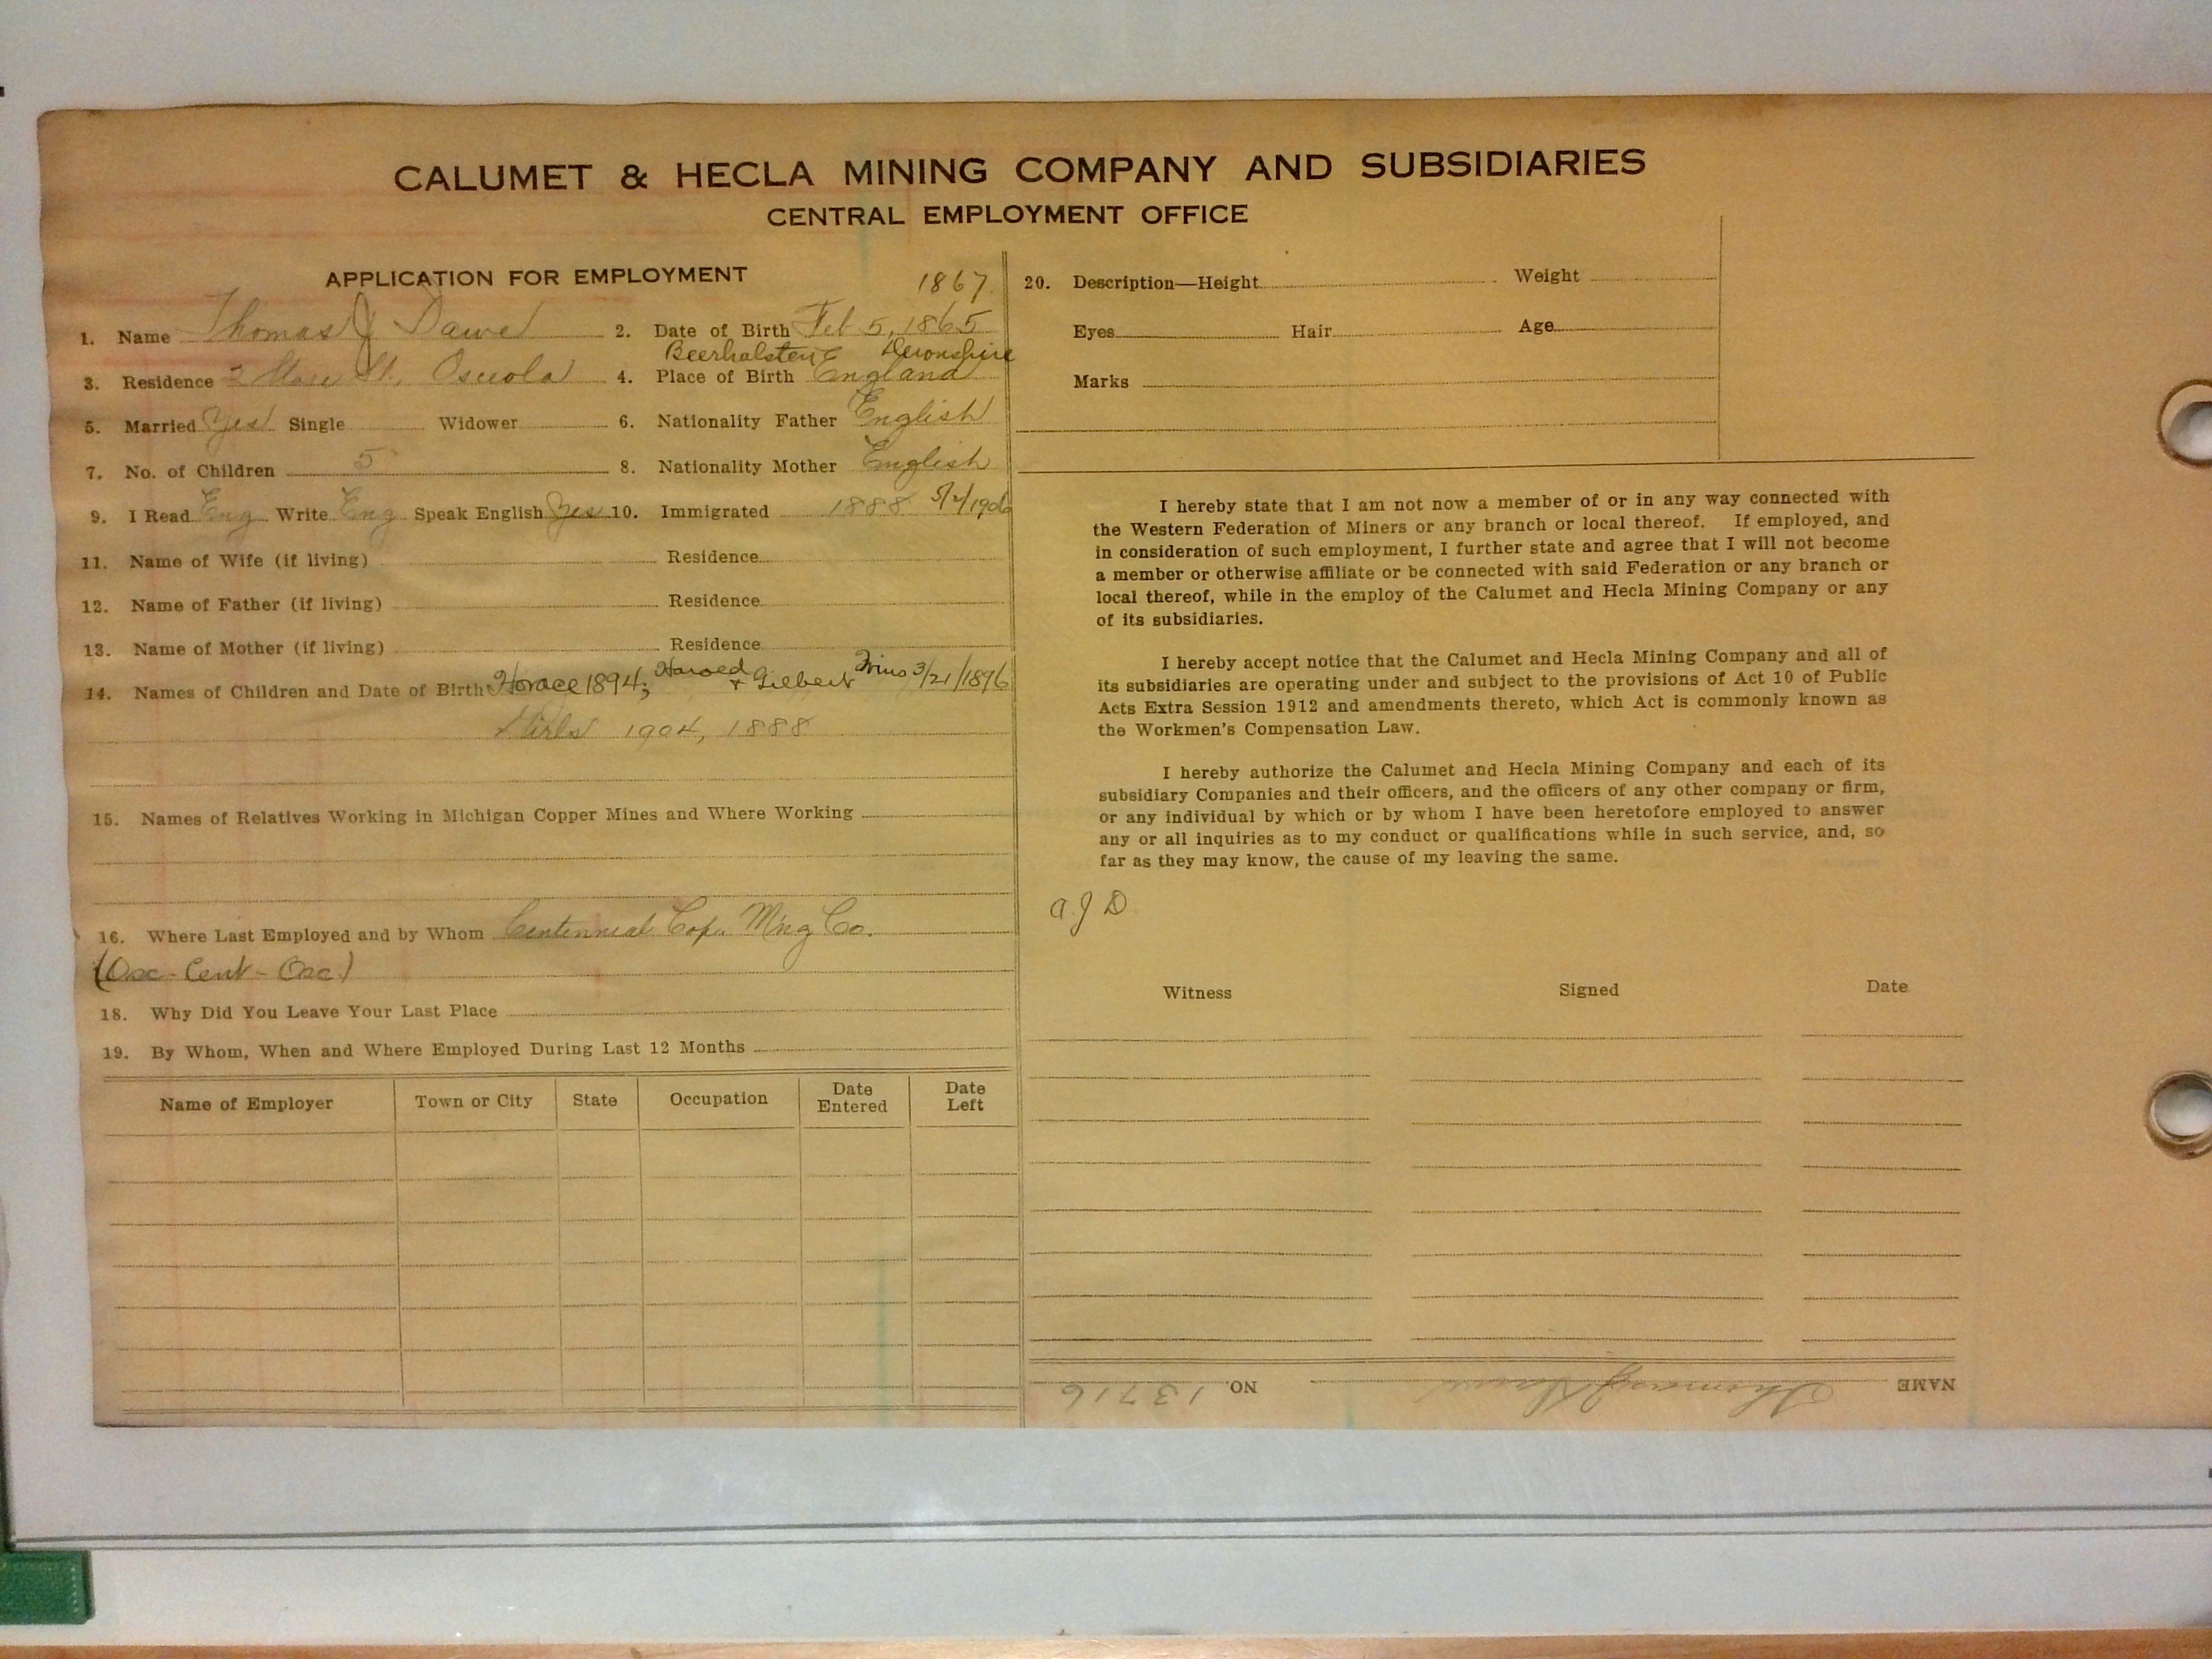 CALUMET & HECLA MINING COMPANY AND SUBSIDIARIES
CENTRAL EMPLOYMENT OFFICE
APPLICATION FOR EMPLOYMENT
1867
1. Name Thomas J Dawe 2. Date of Birth Feb 5, 1865
Devonshire
3. Residence 2 St., Osceola 4. Place of Birth England
5. Married Yes Single Widower 6. Nationality Father English
7. No. of Children 5 8. Nationality Mother English
9. I Read Eng Write Eng Speak English Yes 10. Immigrated 1888 1906
11. Name of Wife (if living) Residence
12. Name of Father (if living) Residence
13. Name of Mother (if living) Residence
14. Names of Children and Date of Birth Horace 1894; Harold & Gilbert Twins 3/21/1896
Girls 1904, 1888
15. Names of Relatives Working in Michigan Copper Mines and Where Working
16. Where Last Employed and by Whom Centennial Cop. M'ng Co.
(Osc - Cent - Osc)
18. Why Did You Leave Your Last Place
19. By Whom, When and Where Employed During Last 12 Months
Name of Employer Town or City State Occupation Date Entered Date Left
20. Description—Height Weight
Eyes Hair Age
Marks
I hereby state that I am not now a member of or in any way connected with
the Western Federation of Miners or any branch or local thereof. If employed, and
in consideration of such employment, I further state and agree that I will not become
a member or otherwise affiliate or be connected with said Federation or any branch or
local thereof, while in the employ of the Calumet and Hecla Mining Company or any
of its subsidiaries.
I hereby accept notice that the Calumet and Hecla Mining Company and all of
its subsidiaries are operating under and subject to the provisions of Act 10 of Public
Acts Extra Session 1912 and amendments thereto, which Act is commonly known as
the Workmen's Compensation Law.
I hereby authorize the Calumet and Hecla Mining Company and each of its
subsidiary Companies and their officers, and the officers of any other company or firm,
or any individual by which or by whom I have been heretofore employed to answer
any or all inquiries as to my conduct or qualifications while in such service, and, so
far as they may know, the cause of my leaving the same.
a. J D.
Witness Signed Date
NAME Thomas J Dawe NO. 13716